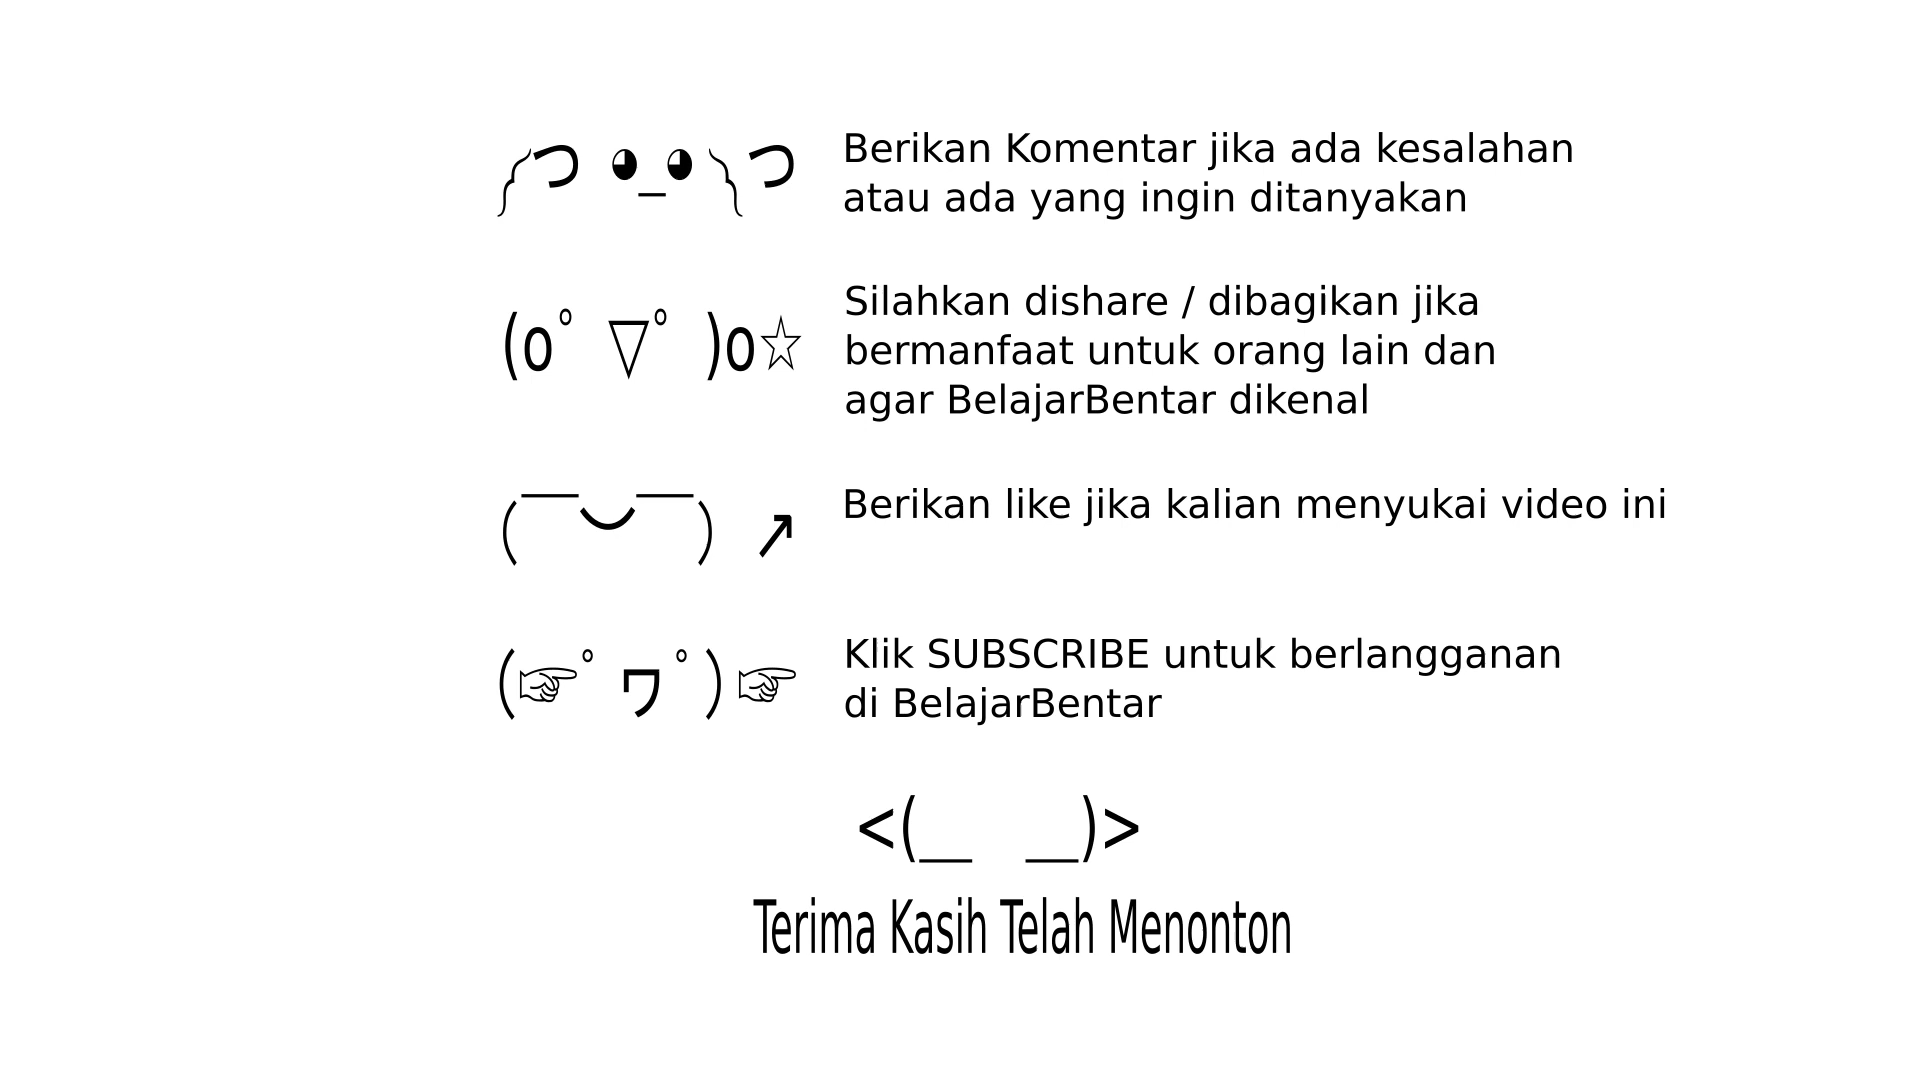 ༼つ ◕_◕ ༽つ
Berikan Komentar jika ada kesalahan
atau ada yang ingin ditanyakan
(oﾟ▽ﾟ)o☆
Silahkan dishare / dibagikan jika
bermanfaat untuk orang lain dan
agar BelajarBentar dikenal
(￣︶￣)↗
Berikan like jika kalian menyukai video ini
(☞ﾟヮﾟ)☞
Klik SUBSCRIBE untuk berlangganan
di BelajarBentar
<(_ _)>
Terima Kasih Telah Menonton